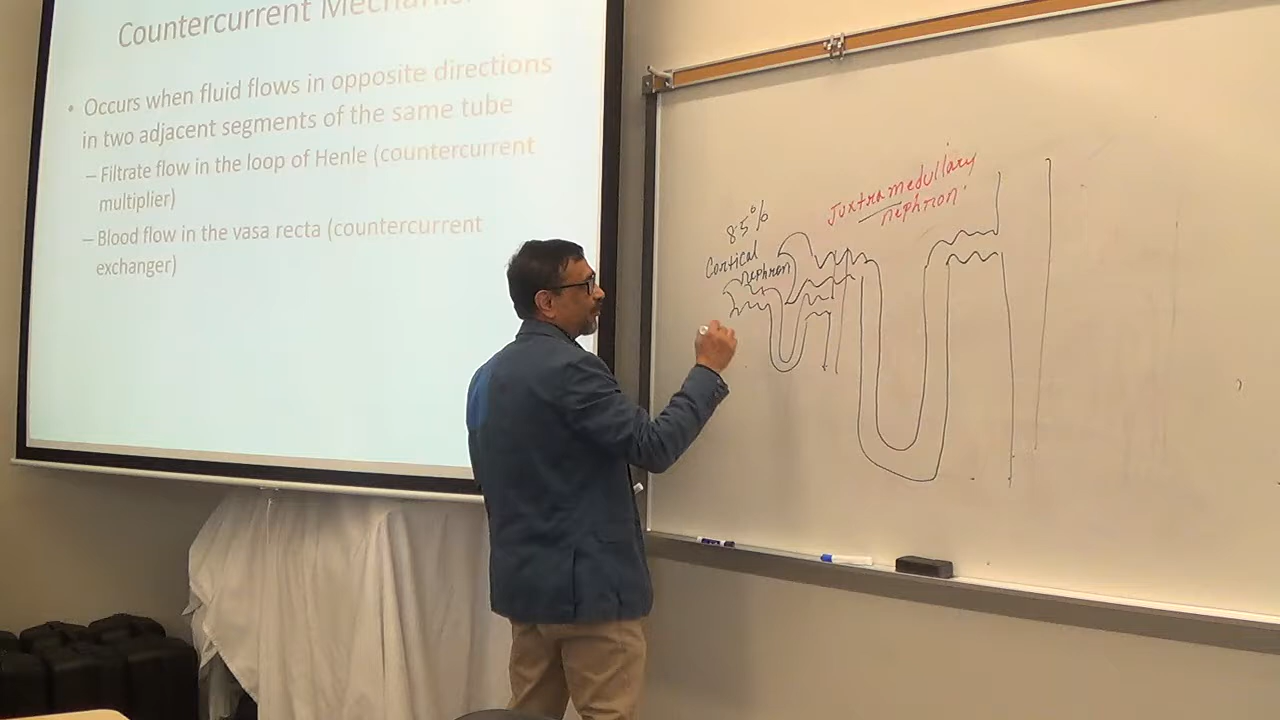 Countercurrent Mechanism
• Occurs when fluid flows in opposite directions
in two adjacent segments of the same tube
– Filtrate flow in the loop of Henle (countercurrent
multiplier)
– Blood flow in the vasa recta (countercurrent
exchanger)
85%
Cortical
nephron
Juxtramedullary
nephron